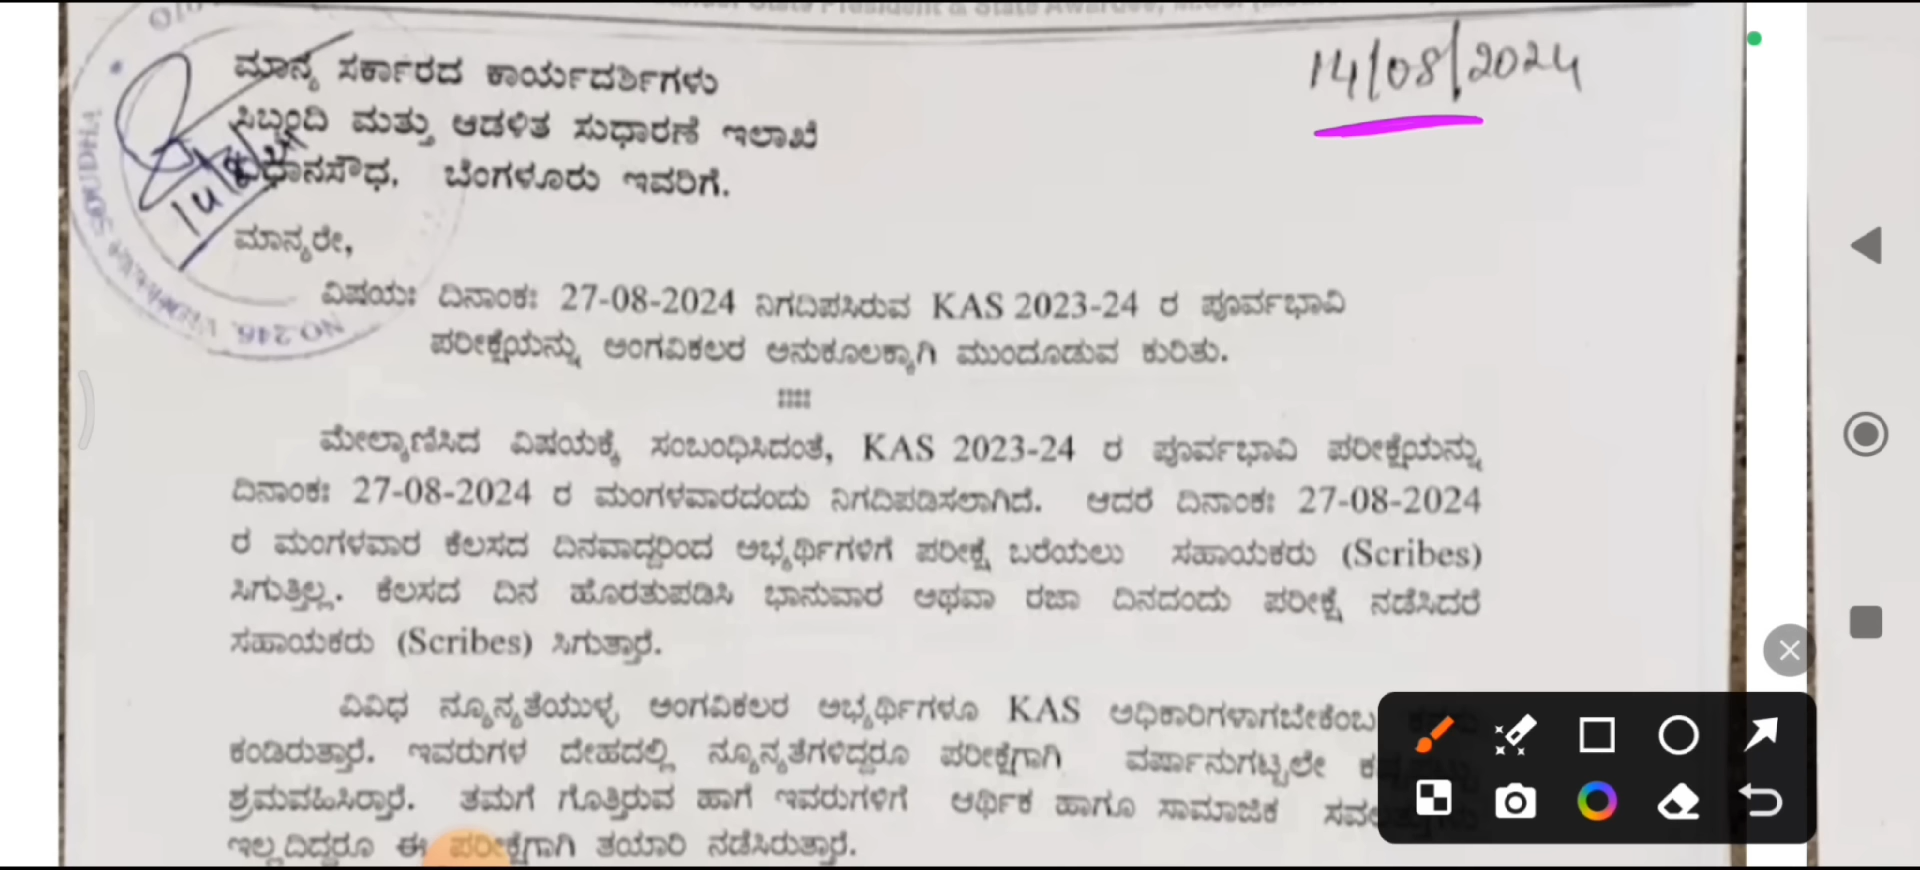 14/08/2024
ಮಾನ್ಯ ಸರ್ಕಾರದ ಕಾರ್ಯದರ್ಶಿಗಳು
ಸಿಬ್ಬಂದಿ ಮತ್ತು ಆಡಳಿತ ಸುಧಾರಣೆ ಇಲಾಖೆ
ವಿಧಾನಸೌಧ, ಬೆಂಗಳೂರು ಇವರಿಗೆ.
ಮಾನ್ಯರೇ,
ವಿಷಯಃ ದಿನಾಂಕಃ 27-08-2024 ನಿಗದಿಪಸಿರುವ KAS 2023-24 ರ ಪೂರ್ವಭಾವಿ
ಪರೀಕ್ಷೆಯನ್ನು ಅಂಗವಿಕಲರ ಅನುಕೂಲಕ್ಕಾಗಿ ಮುಂದೂಡುವ ಕುರಿತು.
ಮೇಲ್ಕಾಣಿಸಿದ ವಿಷಯಕ್ಕೆ ಸಂಬಂಧಿಸಿದಂತೆ, KAS 2023-24 ರ ಪೂರ್ವಭಾವಿ ಪರೀಕ್ಷೆಯನ್ನು
ದಿನಾಂಕಃ 27-08-2024 ರ ಮಂಗಳವಾರದಂದು ನಿಗದಿಪಡಿಸಲಾಗಿದೆ. ಆದರೆ ದಿನಾಂಕಃ 27-08-2024
ರ ಮಂಗಳವಾರ ಕೆಲಸದ ದಿನವಾದ್ದರಿಂದ ಅಭ್ಯರ್ಥಿಗಳಿಗೆ ಪರೀಕ್ಷೆ ಬರೆಯಲು ಸಹಾಯಕರು (Scribes)
ಸಿಗುತ್ತಿಲ್ಲ. ಕೆಲಸದ ದಿನ ಹೊರತುಪಡಿಸಿ ಭಾನುವಾರ ಅಥವಾ ರಜಾ ದಿನದಂದು ಪರೀಕ್ಷೆ ನಡೆಸಿದರೆ
ಸಹಾಯಕರು (Scribes) ಸಿಗುತ್ತಾರೆ.
ವಿವಿಧ ನ್ಯೂನ್ಯತೆಯುಳ್ಳ ಅಂಗವಿಕಲರ ಅಭ್ಯರ್ಥಿಗಳೂ KAS ಅಧಿಕಾರಿಗಳಾಗಬೇಕೆಂಬ
ಕಂಡಿರುತ್ತಾರೆ. ಇವರುಗಳ ದೇಹದಲ್ಲಿ ನ್ಯೂನ್ಯತೆಗಳಿದ್ದರೂ ಪರೀಕ್ಷೆಗಾಗಿ ವರ್ಷಾನುಗಟ್ಟಲೇ
ಶ್ರಮವಹಿಸಿರ‍್ತಾರೆ. ತಮಗೆ ಗೊತ್ತಿರುವ ಹಾಗೆ ಇವರುಗಳಿಗೆ ಆರ್ಥಿಕ ಹಾಗೂ ಸಾಮಾಜಿಕ
ಇಲ್ಲದಿದ್ದರೂ ಈ ಪರೀಕ್ಷೆಗಾಗಿ ತಯಾರಿ ನಡೆಸಿರುತ್ತಾರೆ.